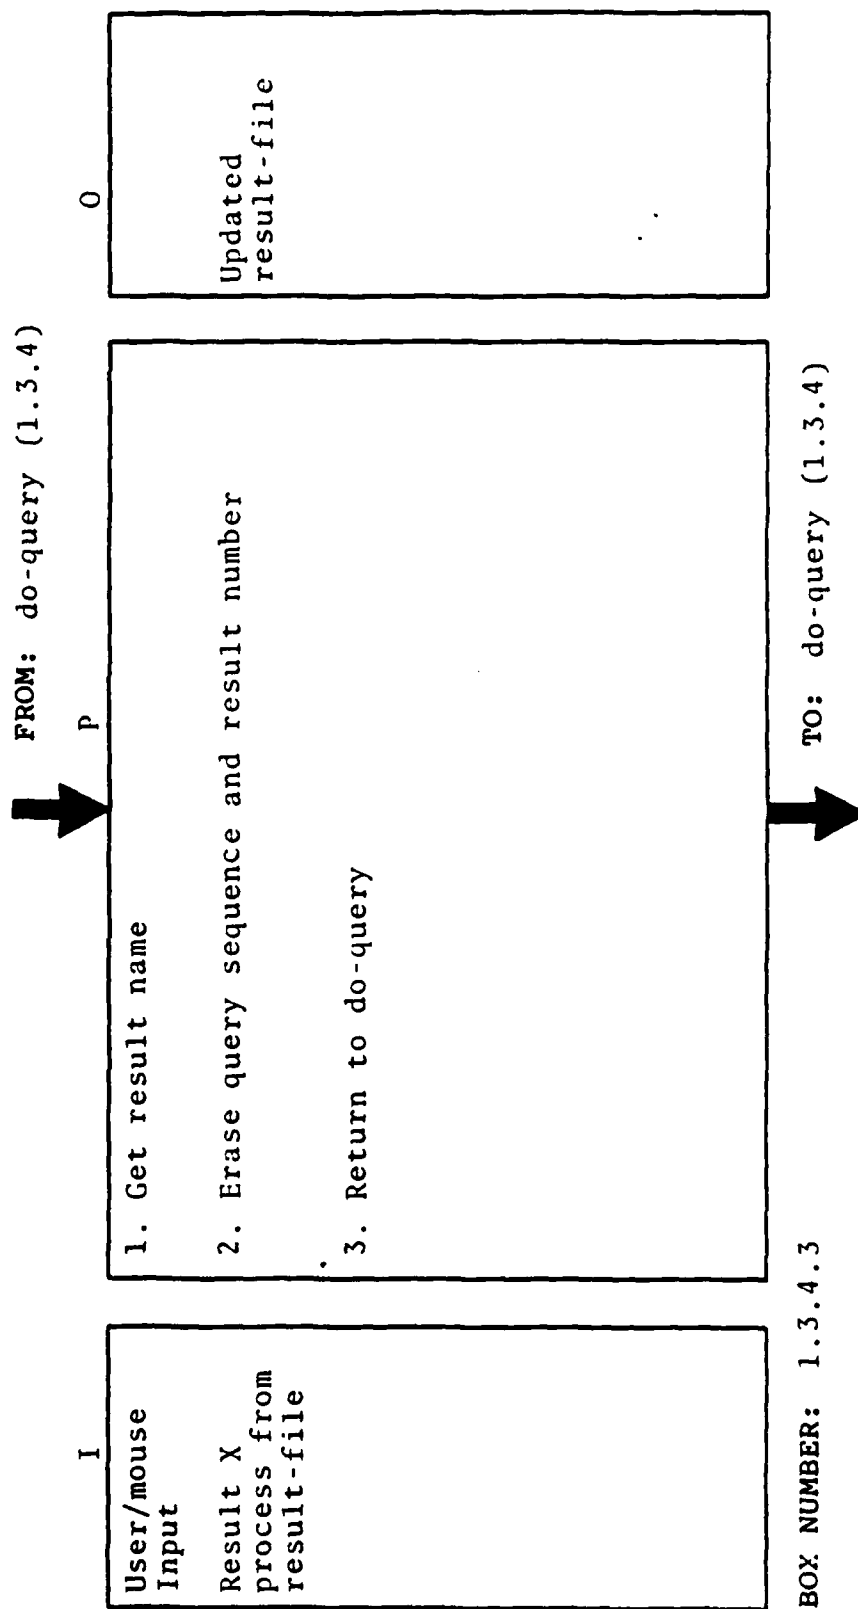 FROM: do-query (1.3.4)
I
P
O
User/mouse
Input
Result X
process from
result-file
1. Get result name
2. Erase query sequence and result number
3. Return to do-query
Updated
result-file
BOX NUMBER: 1.3.4.3
TO: do-query (1.3.4)